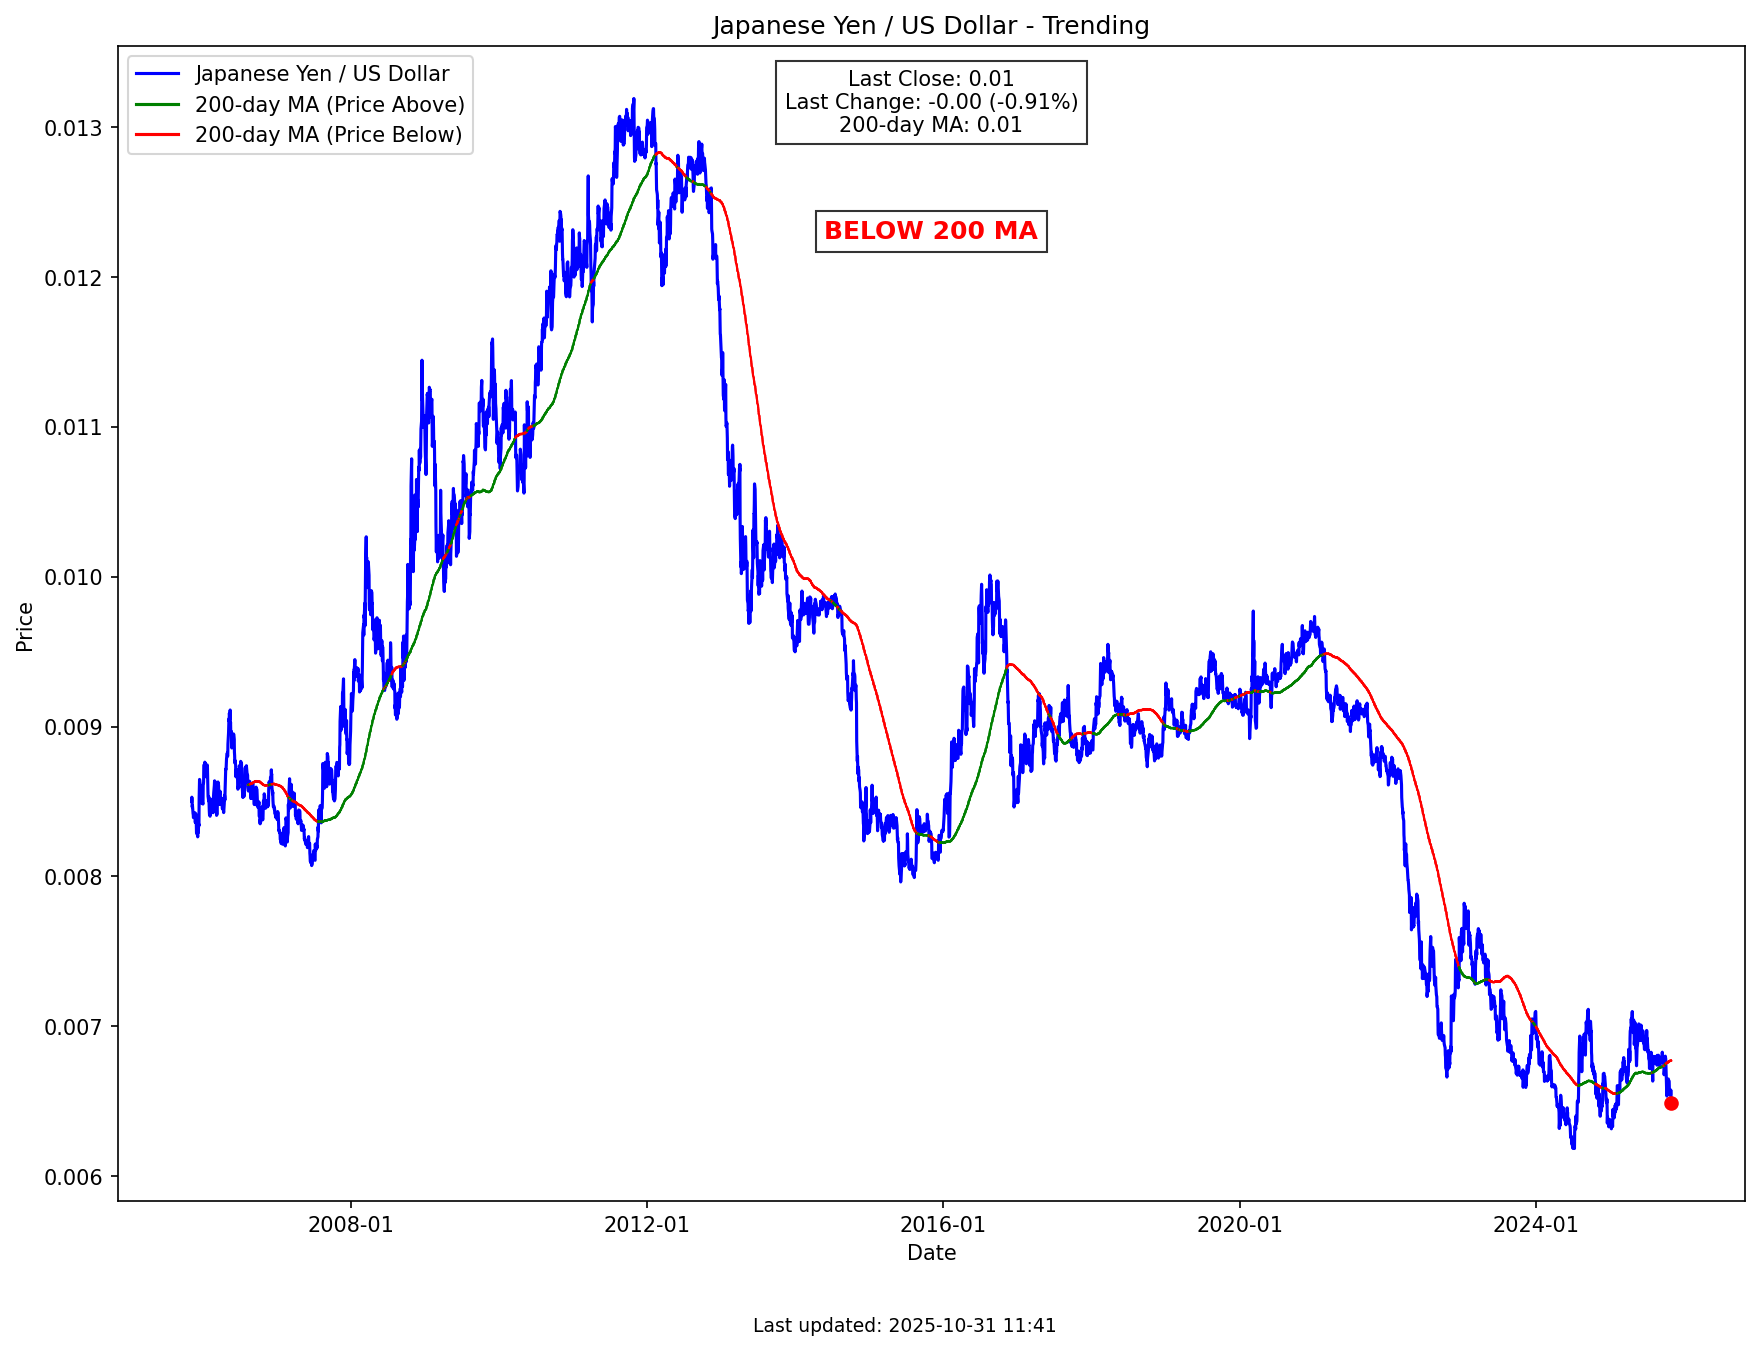 Japanese Yen / US Dollar - Trending
Japanese Yen / US Dollar
200-day MA (Price Above)
200-day MA (Price Below)
Last Close: 0.01
Last Change: -0.00 (-0.91%)
200-day MA: 0.01
BELOW 200 MA
Price
0.013
0.012
0.011
0.010
0.009
0.008
0.007
0.006
2008-01
2012-01
2016-01
2020-01
2024-01
Date
Last updated: 2025-10-31 11:41